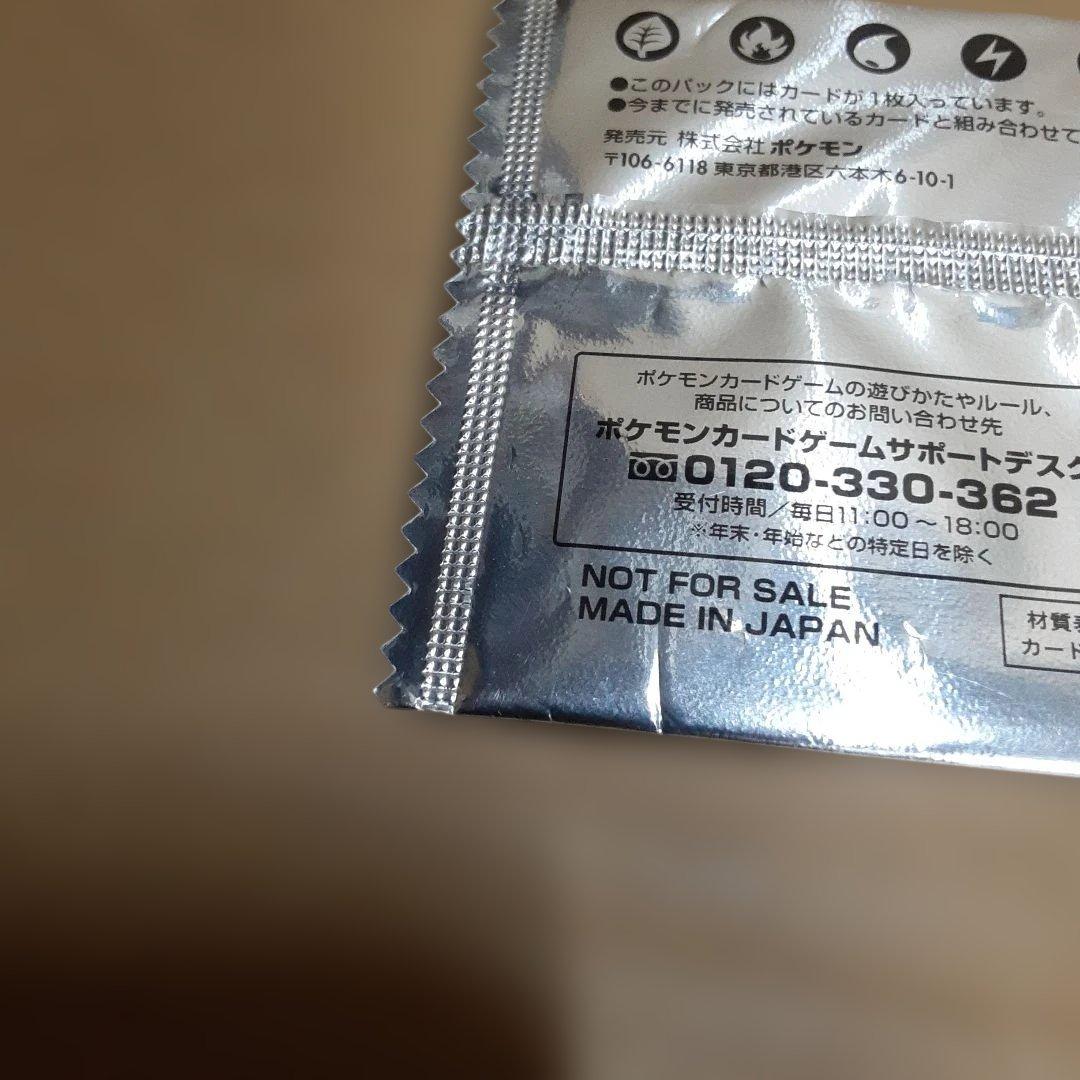 ●このパックにはカードが1枚入っています。
●今までに発売されているカードと組み合わせて
発売元 株式会社 ポケモン
〒106-6118 東京都港区六本木6-10-1
ポケモンカードゲームの遊びかたやルール、
商品についてのお問い合わせ先
ポケモンカードゲームサポートデスク
0120-330-362
受付時間／毎日11:00～18:00
※年末・年始などの特定日を除く
NOT FOR SALE
MADE IN JAPAN
材質表
カード